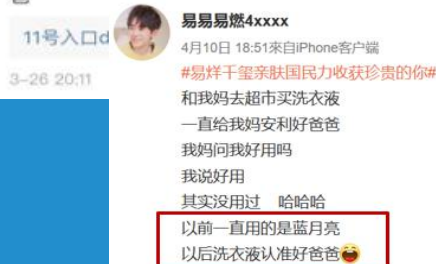 11号入口d
3-26 20:11
易易易燃4xxxx
4月10日 18:51來自iPhone客户端
#易烊千玺亲肤国民力收获珍贵的你#
和我妈去超市买洗衣液
一直给我妈安利好爸爸
我妈问我好用吗
我说好用
其实没用过 哈哈哈
以前一直用的是蓝月亮
以后洗衣液认准好爸爸😄